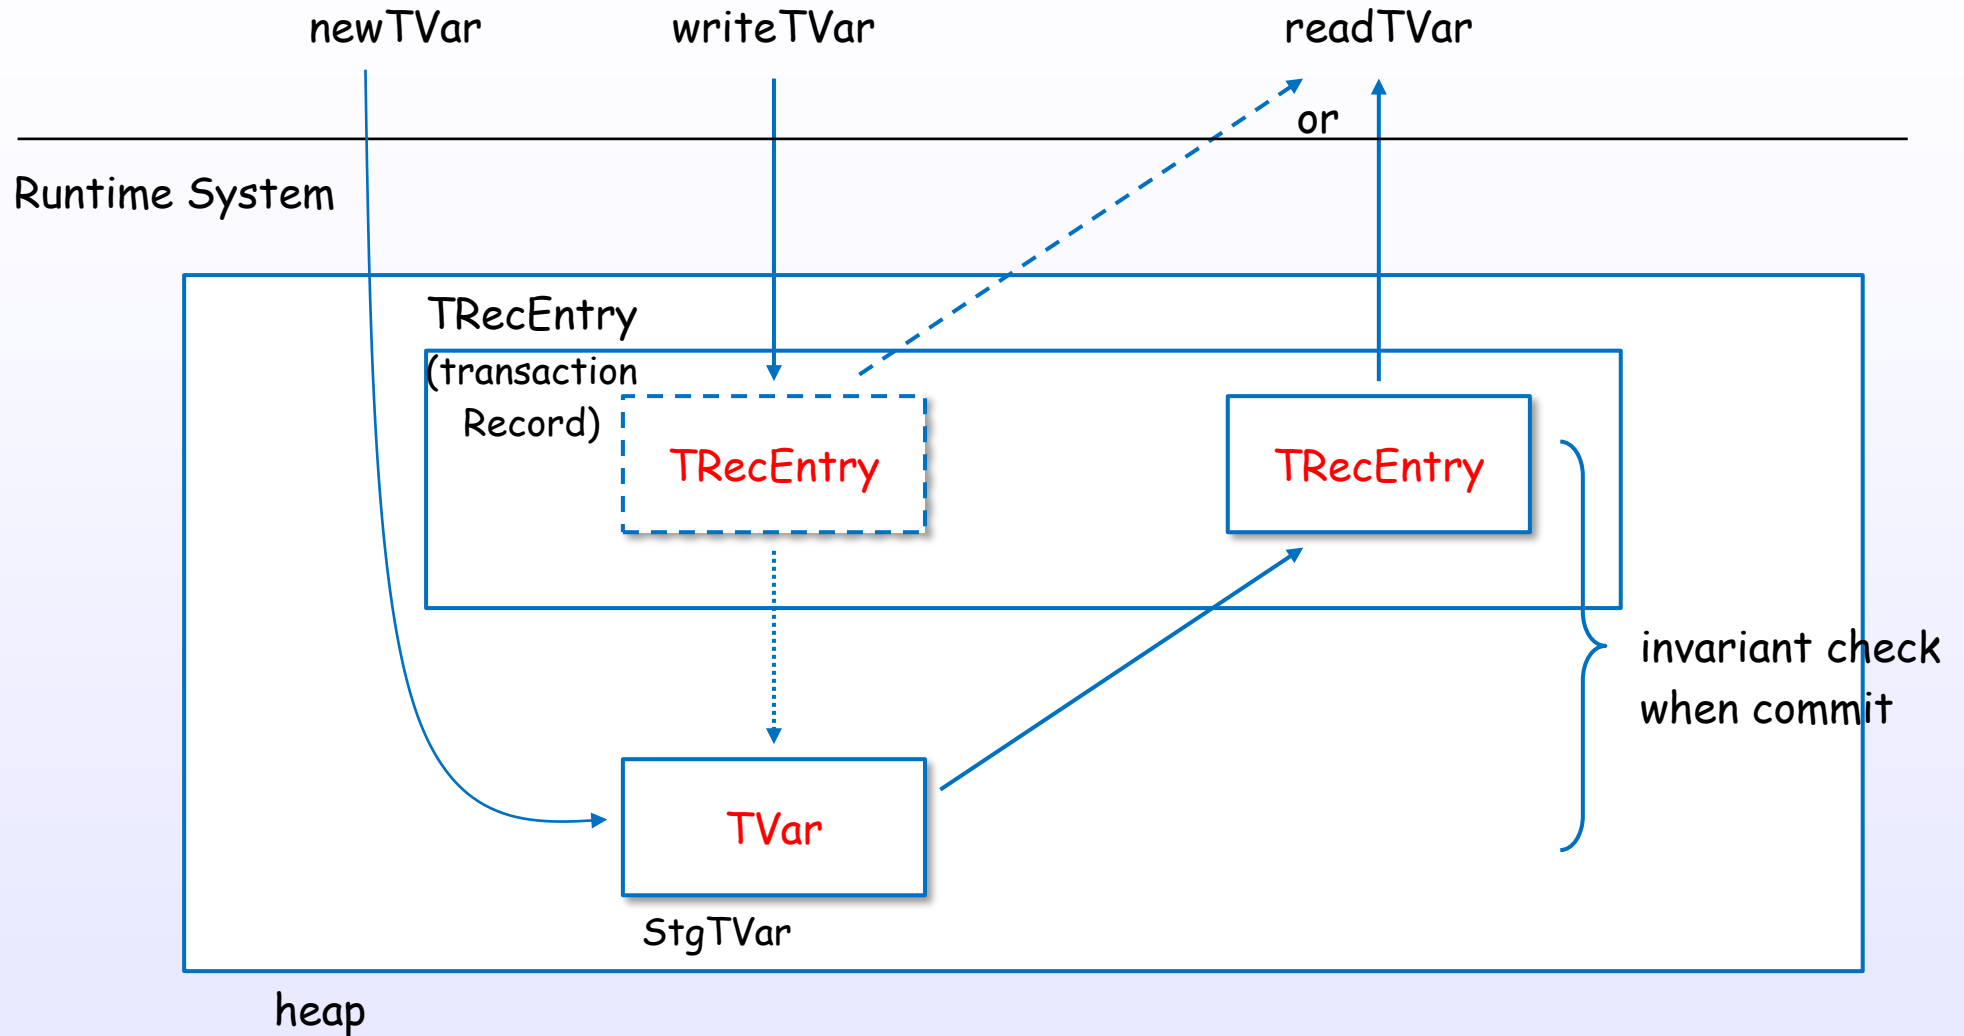 newTVar
writeTVar
readTVar
or
Runtime System
TRecEntry
(transaction
Record)
TRecEntry
TRecEntry
invariant check
when commit
TVar
StgTVar
heap